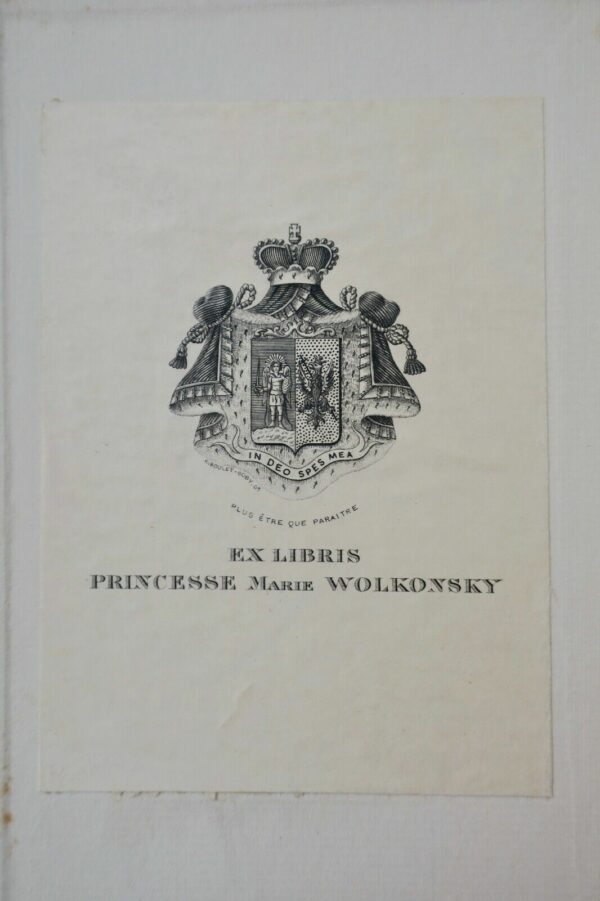 IN DEO SPES MEA
PLUS ÊTRE QUE PARAITRE
EX LIBRIS
PRINCESSE MARIE WOLKONSKY